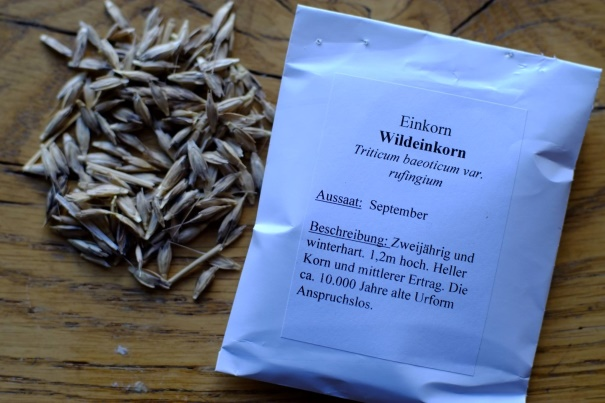 Einkorn
Wildeinkorn
Triticum baeoticum var.
rufingium
Aussaat: September
Beschreibung: Zweijährig und
winterhart. 1,2m hoch. Heller
Korn und mittlerer Ertrag. Die
ca. 10.000 Jahre alte Urform
Anspruchslos.